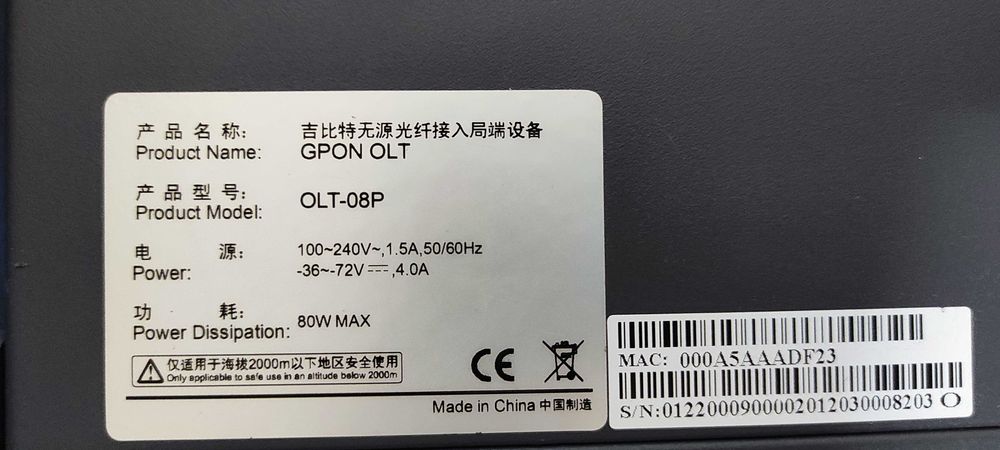 产品名称: 吉比特无源光纤接入局端设备
Product Name: GPON OLT
产品型号:
Product Model: OLT-08P
电 源: 100~240V~,1.5A,50/60Hz
Power: -36~-72V⎓,4.0A
功 耗:
Power Dissipation: 80W MAX
仅适用于海拔2000m以下地区安全使用
Only applicable to safe use in an altitude below 2000m
CE
Made in China 中国制造
MAC: 000A5AAADF23
S/N:0122000900002012030008203 O